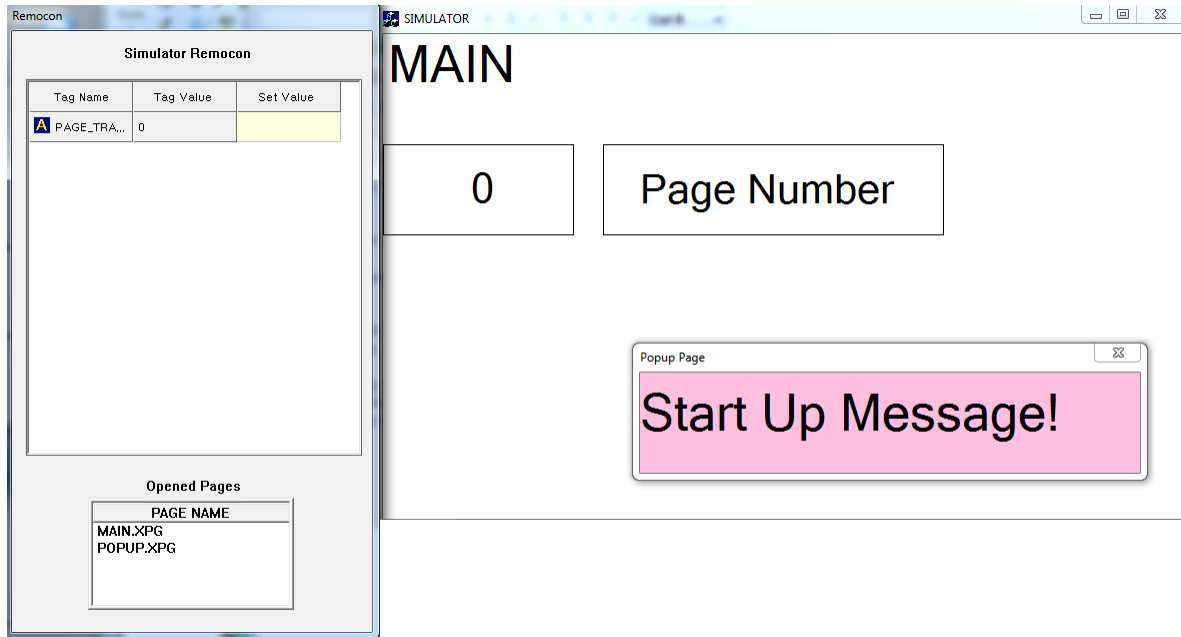 Remocon
Simulator Remocon
Tag Name Tag Value Set Value
A PAGE_TRA... 0
Opened Pages
PAGE NAME
MAIN.XPG
POPUP.XPG
SIMULATOR
MAIN
0 Page Number
Popup Page
Start Up Message!